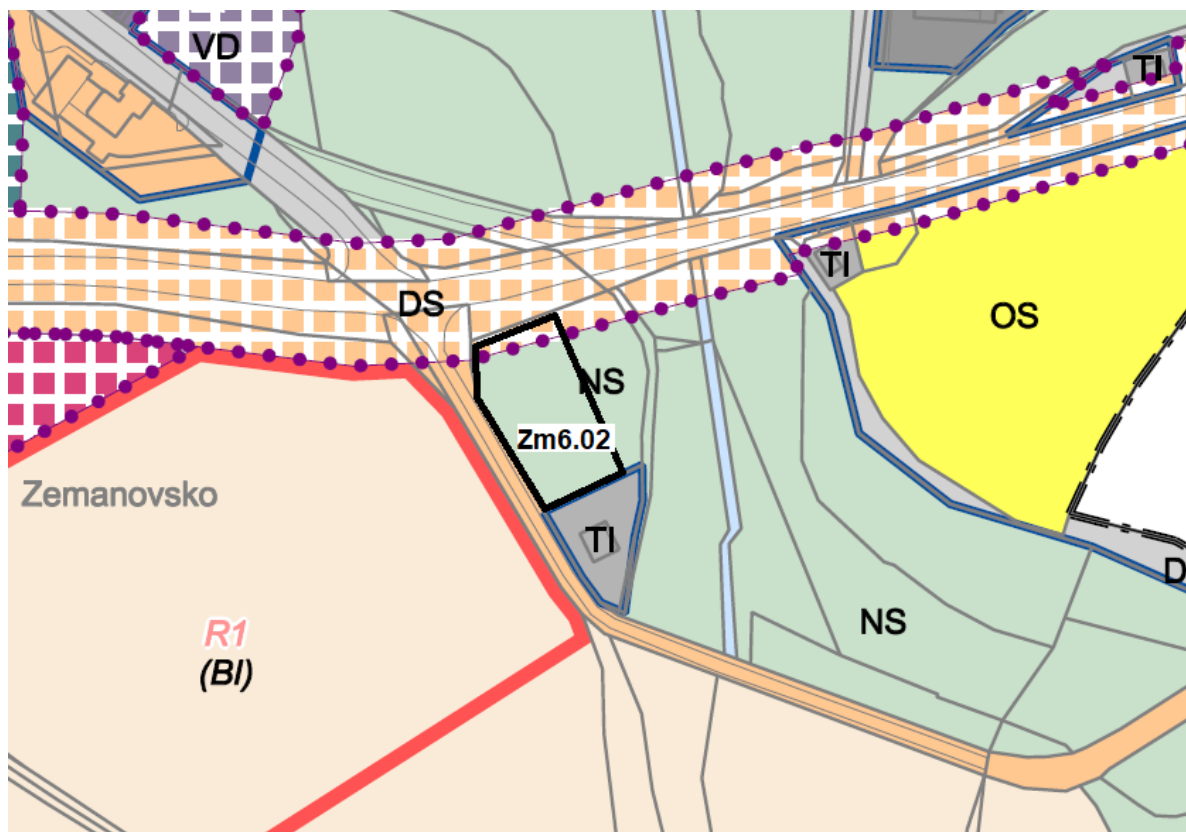 VD
TI
TI
DS
OS
NS
Zm6.02
Zemanovsko
TI
D
NS
R1
(BI)